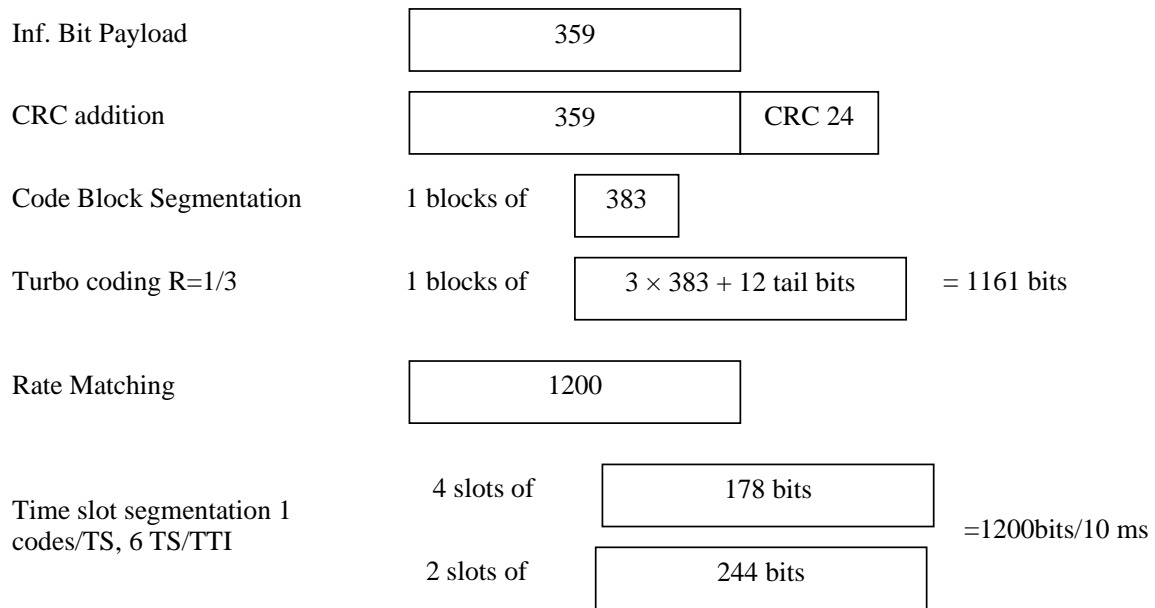 Inf. Bit Payload
359
CRC addition
359
CRC 24
Code Block Segmentation
1 blocks of
383
Turbo coding R=1/3
1 blocks of
3 × 383 + 12 tail bits
= 1161 bits
Rate Matching
1200
Time slot segmentation 1
codes/TS, 6 TS/TTI
4 slots of
178 bits
2 slots of
244 bits
=1200bits/10 ms